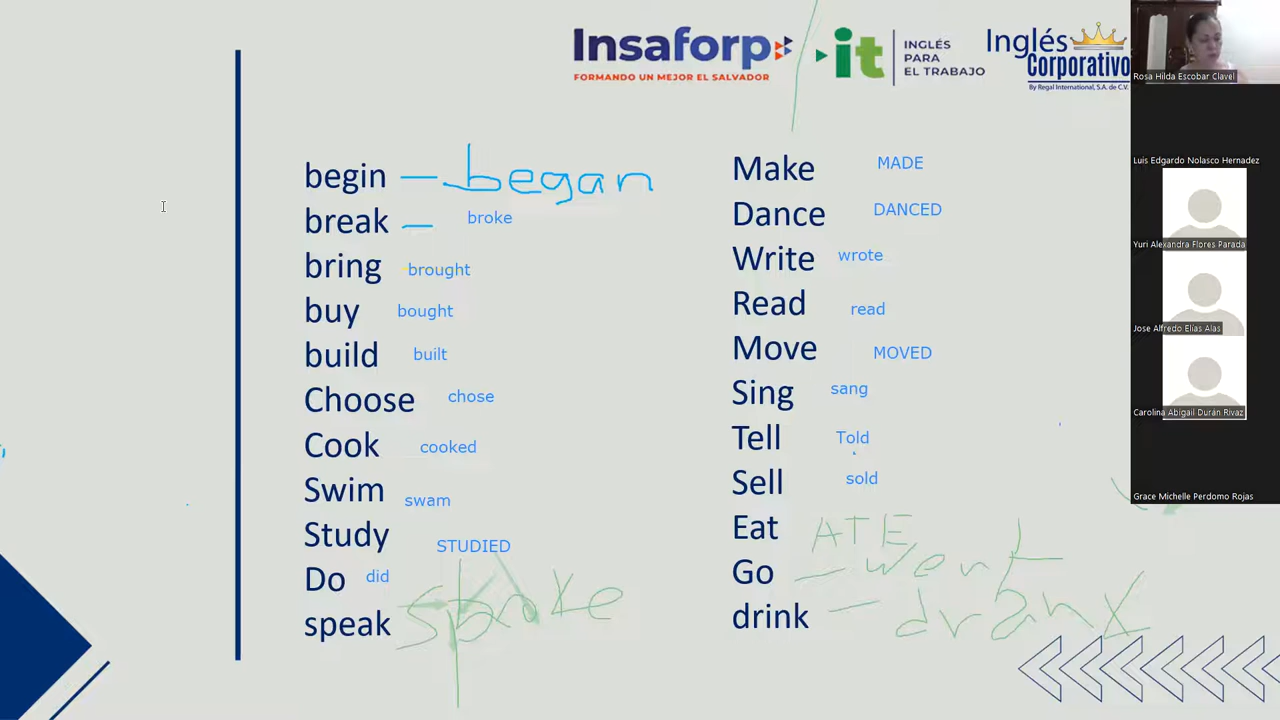 Insaforp
FORMANDO UN MEJOR EL SALVADOR
it
INGLÉS
PARA
EL TRABAJO
Inglés
Corporativo
By Regal International, S.A. de C.V.
begin — began
break — broke
bring brought
buy bought
build built
Choose chose
Cook cooked
Swim swam
Study STUDIED
Do did
speak spoke
Make MADE
Dance DANCED
Write wrote
Read read
Move MOVED
Sing sang
Tell Told
Sell sold
Eat ATE
Go — went
drink — drank
Rosa Hilda Escobar Clavel
Luis Edgardo Nolasco Hernadez
Yuri Alexandra Flores Parada
Jose Alfredo Elias Alas
Carolina Abigail Durán Rivaz
Grace Michelle Perdomo Rojas